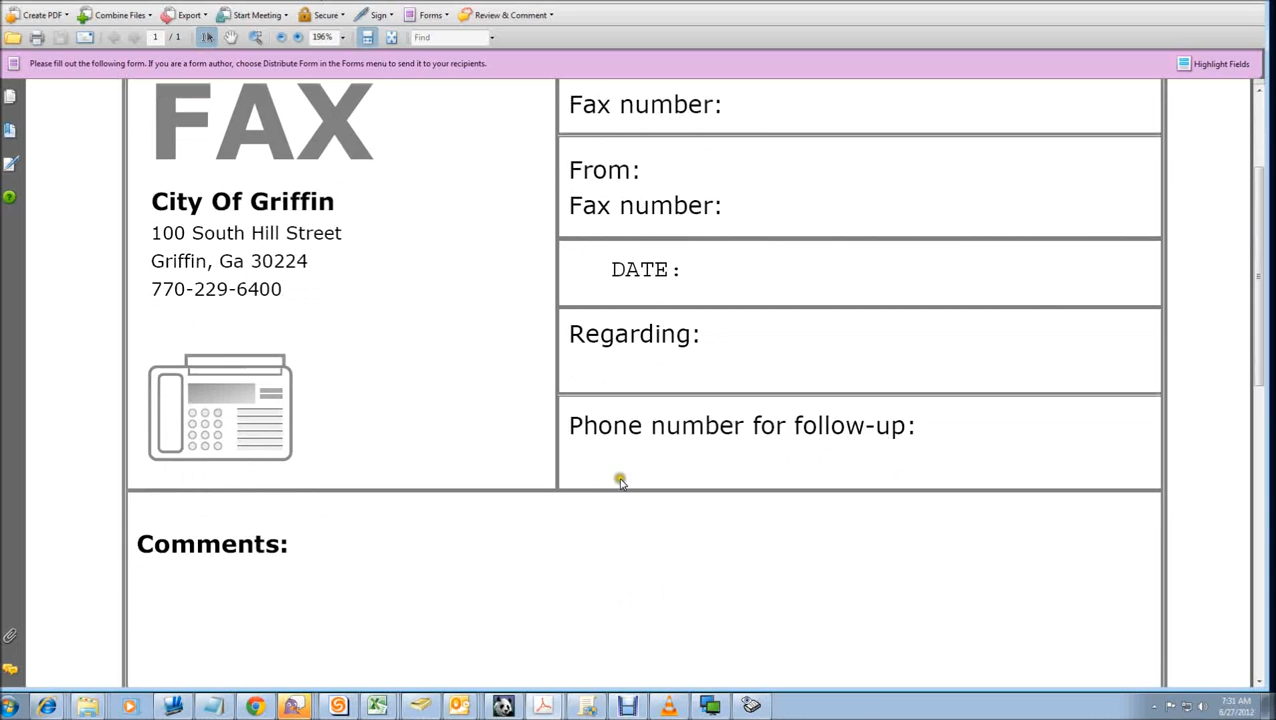 Create PDF Combine Files Export Start Meeting Secure Sign Forms Review & Comment
1 / 1 196% Find
Please fill out the following form. If you are a form author, choose Distribute Form in the Forms menu to send it to your recipients.
Highlight Fields
FAX
City Of Griffin
100 South Hill Street
Griffin, Ga 30224
770-229-6400
Fax number:
From:
Fax number:
DATE:
Regarding:
Phone number for follow-up:
Comments:
7:31 AM
6/27/2012